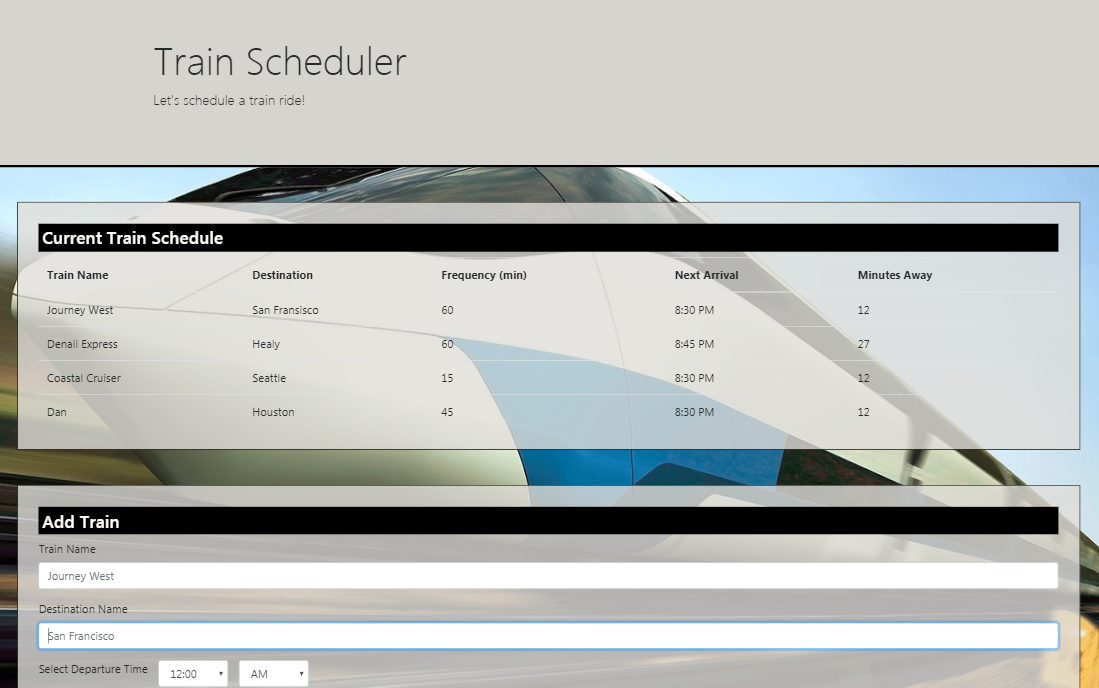 Train Scheduler
Let's schedule a train ride!
Current Train Schedule
Train Name Destination Frequency (min) Next Arrival Minutes Away
Journey West San Fransisco 60 8:30 PM 12
Denali Express Healy 60 8:45 PM 27
Coastal Cruiser Seattle 15 8:30 PM 12
Dan Houston 45 8:30 PM 12
Add Train
Train Name
Journey West
Destination Name
San Francisco
Select Departure Time 12:00 AM